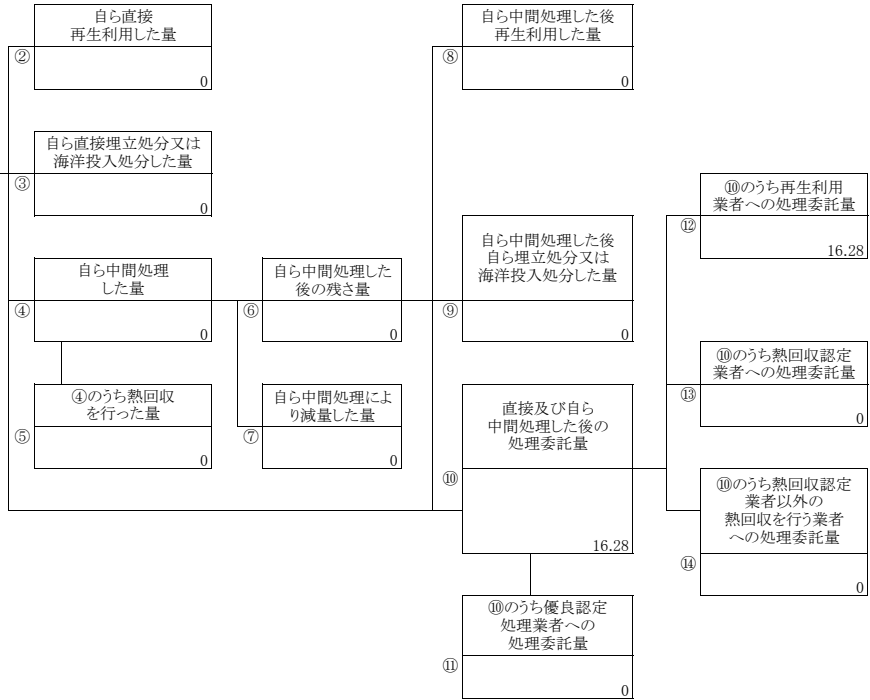 自ら直接
再生利用した量
②
0
自ら直接埋立処分又は
海洋投入処分した量
③
0
自ら中間処理
した量
④
0
④のうち熱回収
を行った量
⑤
0
自ら中間処理した
後の残さ量
⑥
0
自ら中間処理によ
り減量した量
⑦
0
自ら中間処理した後
再生利用した量
⑧
0
自ら中間処理した後
自ら埋立処分又は
海洋投入処分した量
⑨
0
直接及び自ら
中間処理した後の
処理委託量
⑩
16.28
⑩のうち優良認定
処理業者への
処理委託量
⑪
0
⑩のうち再生利用
業者への処理委託量
⑫
16.28
⑩のうち熱回収認定
業者への処理委託量
⑬
0
⑩のうち熱回収認定
業者以外の
熱回収を行う業者
への処理委託量
⑭
0